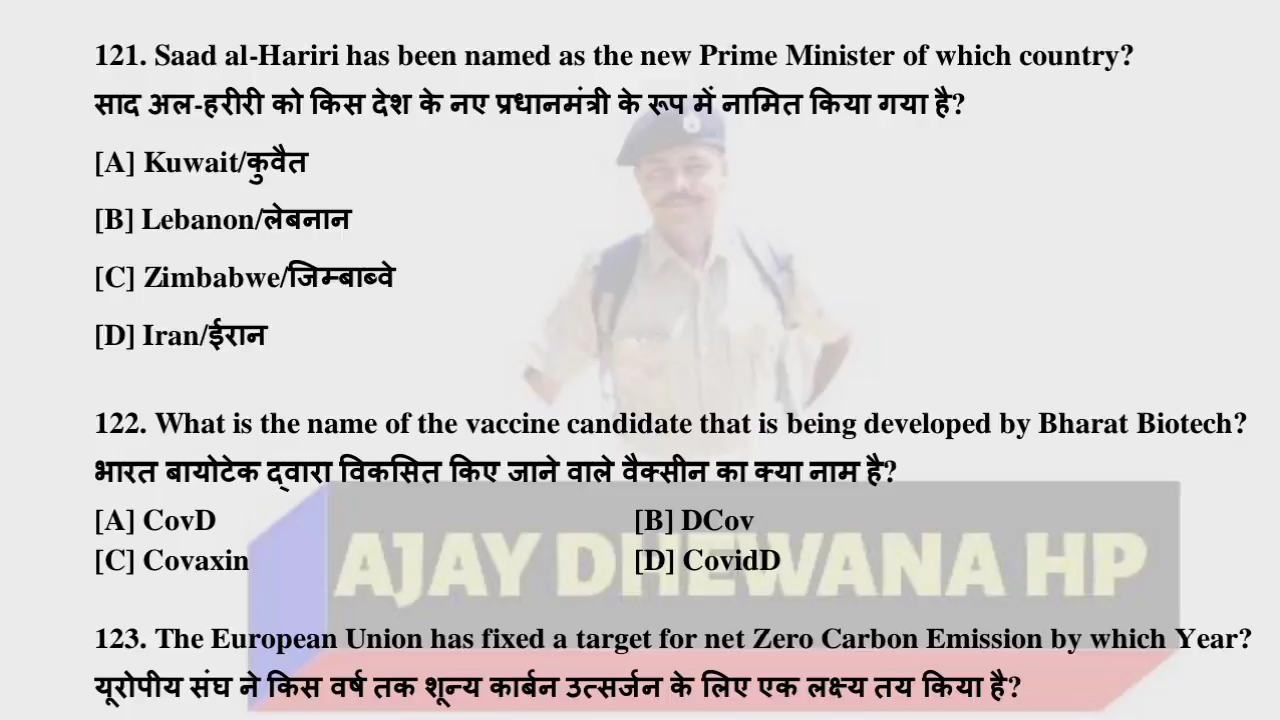 121. Saad al-Hariri has been named as the new Prime Minister of which country?
साद अल-हरीरी को किस देश के नए प्रधानमंत्री के रूप में नामित किया गया है?
[A] Kuwait/कुवैत
[B] Lebanon/लेबनान
[C] Zimbabwe/जिम्बाब्वे
[D] Iran/ईरान
122. What is the name of the vaccine candidate that is being developed by Bharat Biotech?
भारत बायोटेक द्वारा विकसित किए जाने वाले वैक्सीन का क्या नाम है?
[A] CovD [B] DCov
[C] Covaxin [D] CovidD
AJAY DHEWANA HP
123. The European Union has fixed a target for net Zero Carbon Emission by which Year?
यूरोपीय संघ ने किस वर्ष तक शून्य कार्बन उत्सर्जन के लिए एक लक्ष्य तय किया है?